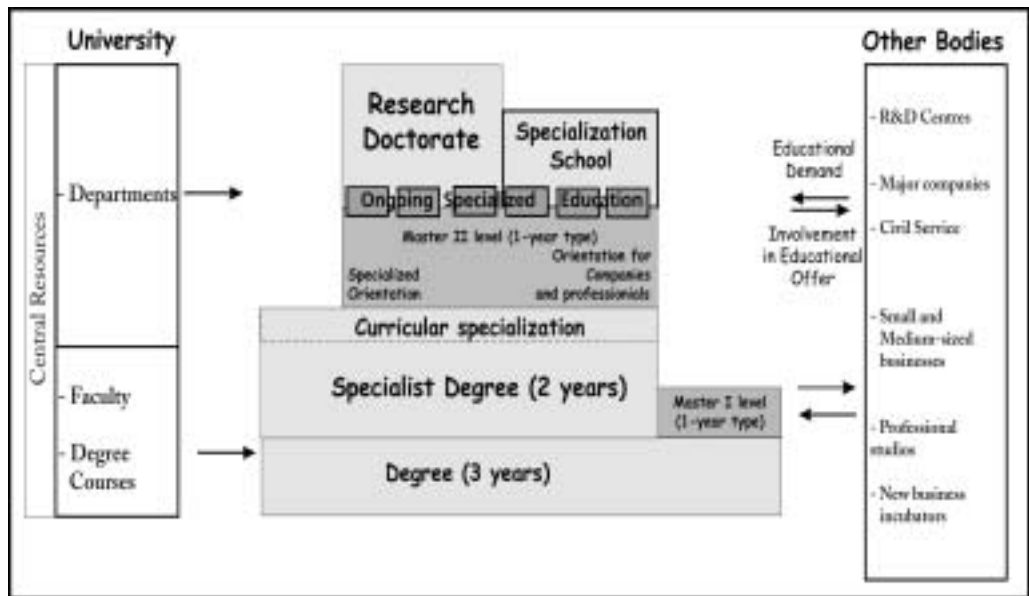 University
Central Resources
- Departments
- Faculty
- Degree
Courses
Research
Doctorate
Specialization
School
Ongoing Specialized Education
Master II level (1-year type)
Specialized
Orientation
Orientation for
Companies
and professionials
Curricular specialization
Specialist Degree (2 years)
Master I level
(1-year type)
Degree (3 years)
Educational
Demand
Involvement
in Educational
Offer
Other Bodies
- R&D Centres
- Major companies
- Civil Service
- Small and
Medium-sized
businesses
- Professional
studios
- New business
incubators